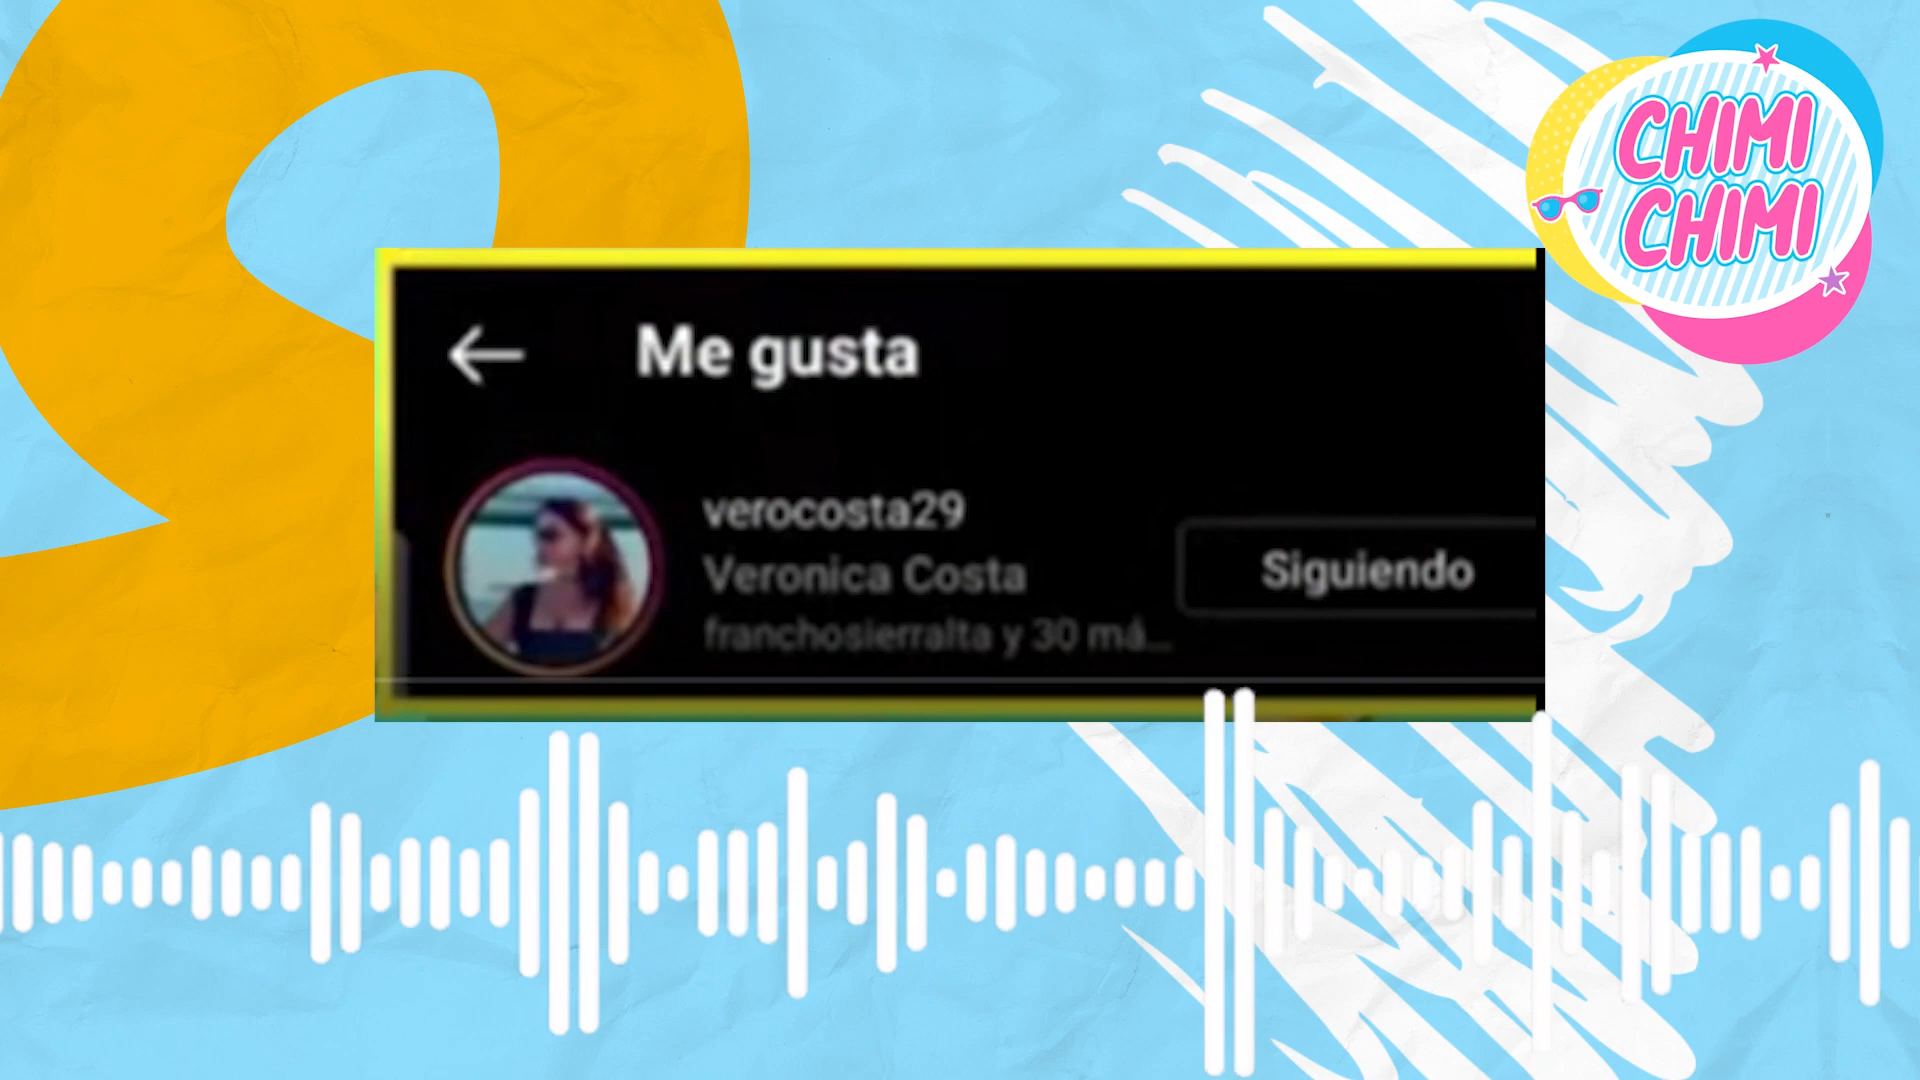 CHIMI
CHIMI
Me gusta
verocosta29
Veronica Costa
Siguiendo
franchosierralta y 30 má...